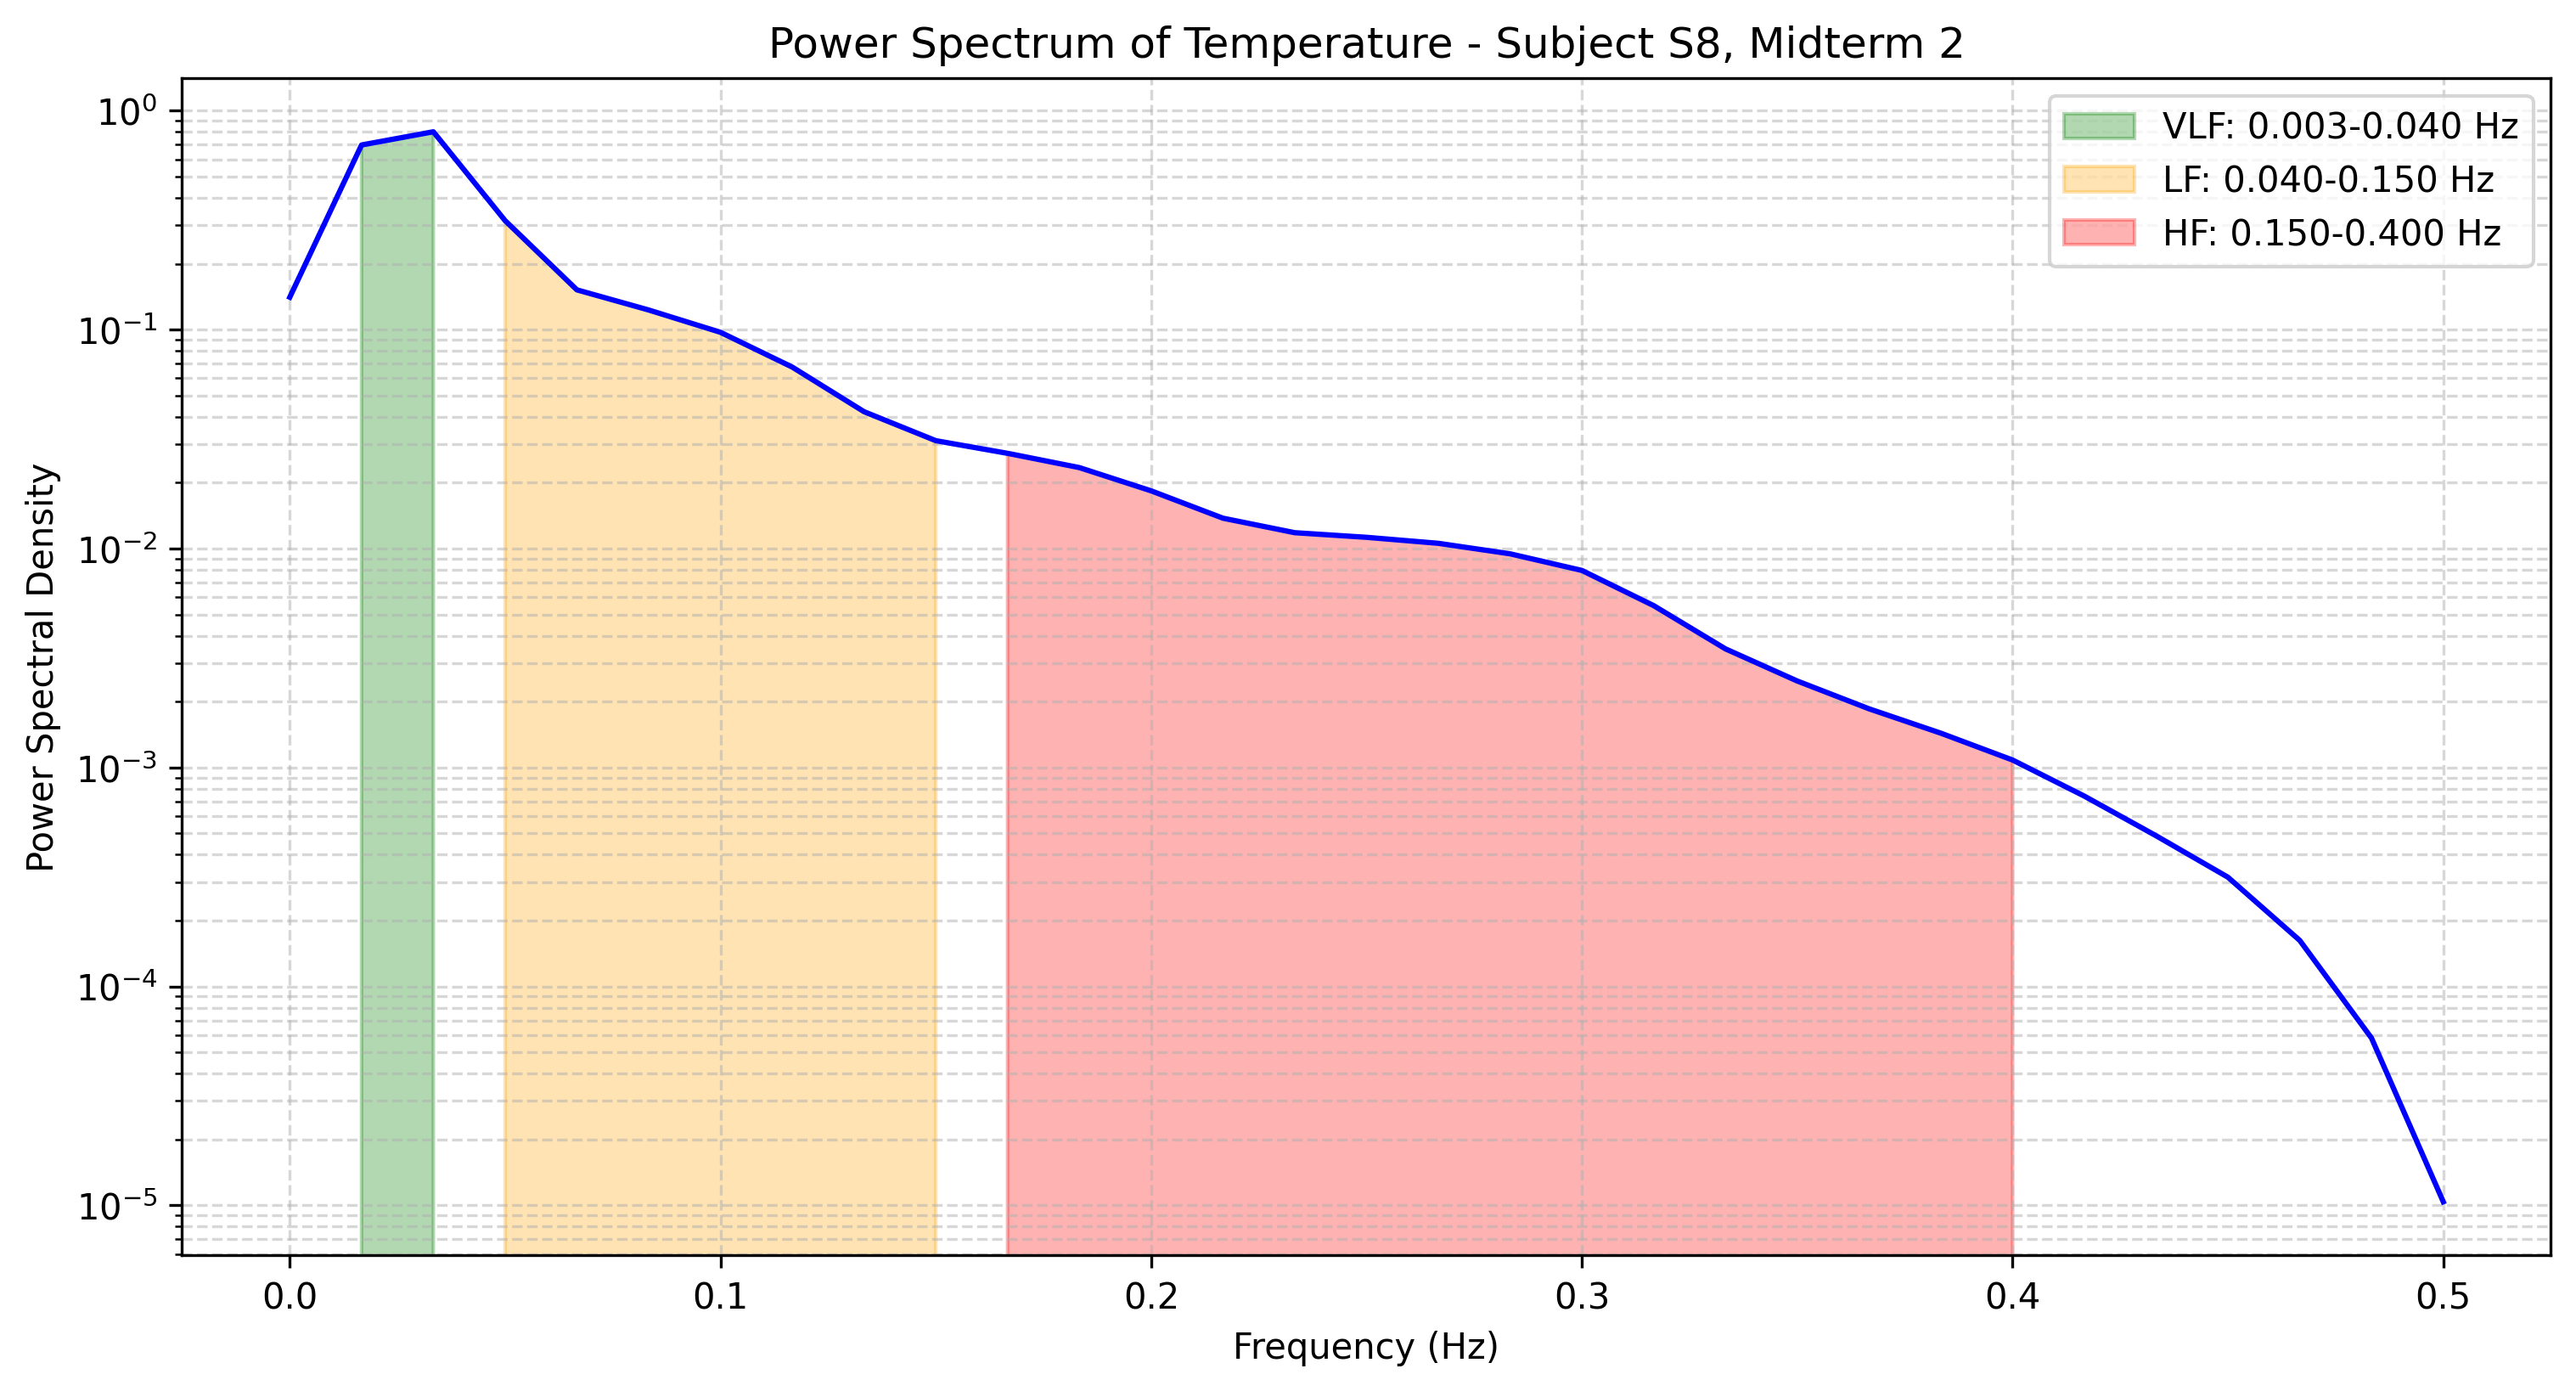 Power Spectrum of Temperature - Subject S8, Midterm 2
VLF: 0.003-0.040 Hz
LF: 0.040-0.150 Hz
HF: 0.150-0.400 Hz
Power Spectral Density
10⁰
10⁻¹
10⁻²
10⁻³
10⁻⁴
10⁻⁵
0.0 0.1 0.2 0.3 0.4 0.5
Frequency (Hz)